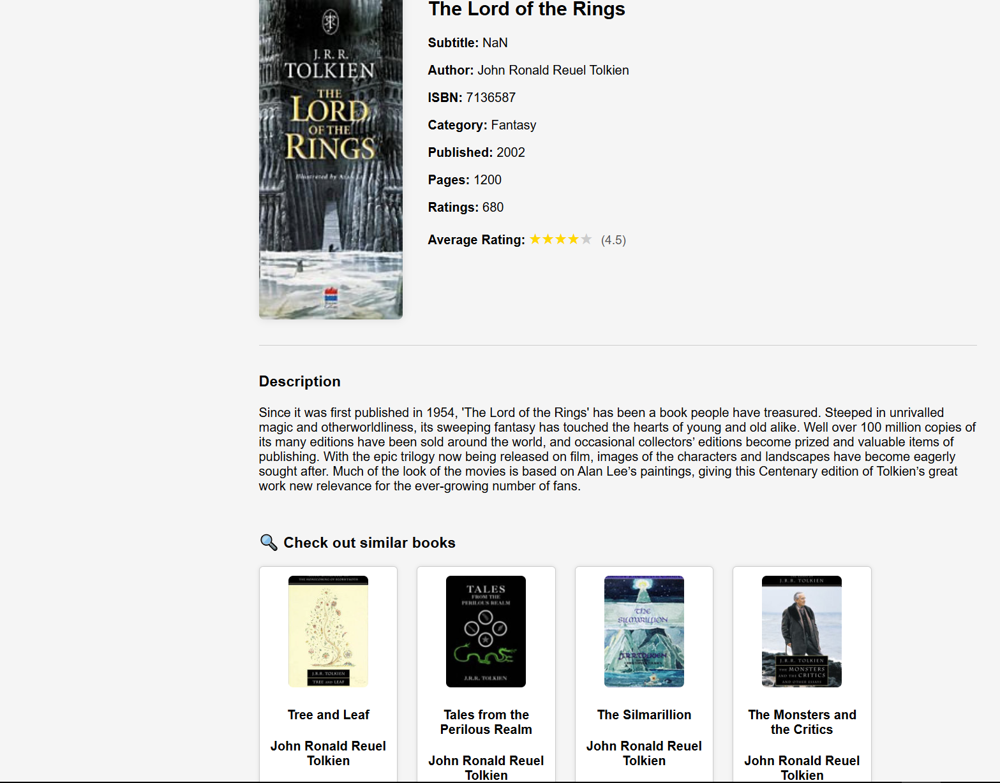 J. R. R.
TOLKIEN
THE
LORD
OF THE
RINGS
Illustrated by Alan
The Lord of the Rings
Subtitle: NaN
Author: John Ronald Reuel Tolkien
ISBN: 7136587
Category: Fantasy
Published: 2002
Pages: 1200
Ratings: 680
Average Rating: ★★★★★ (4.5)
Description
Since it was first published in 1954, 'The Lord of the Rings' has been a book people have treasured. Steeped in unrivalled
magic and otherworldliness, its sweeping fantasy has touched the hearts of young and old alike. Well over 100 million copies of
its many editions have been sold around the world, and occasional collectors’ editions become prized and valuable items of
publishing. With the epic trilogy now being released on film, images of the characters and landscapes have become eagerly
sought after. Much of the look of the movies is based on Alan Lee’s paintings, giving this Centenary edition of Tolkien’s great
work new relevance for the ever-growing number of fans.
🔍 Check out similar books
THE HOMECOMING OF BEORHTNOTH
J.R.R. TOLKIEN
TREE AND LEAF
Tree and Leaf
John Ronald Reuel
Tolkien
TALES
FROM THE
PERILOUS REALM
J.R.R. TOLKIEN
Tales from the
Perilous Realm
John Ronald Reuel
Tolkien
THE
SILMARILLION
J.R.R.TOLKIEN
The Silmarillion
John Ronald Reuel
Tolkien
J.R.R. TOLKIEN
J.R.R. TOLKIEN
THE MONSTERS
AND THE CRITICS
AND OTHER ESSAYS
The Monsters and
the Critics
John Ronald Reuel
Tolkien